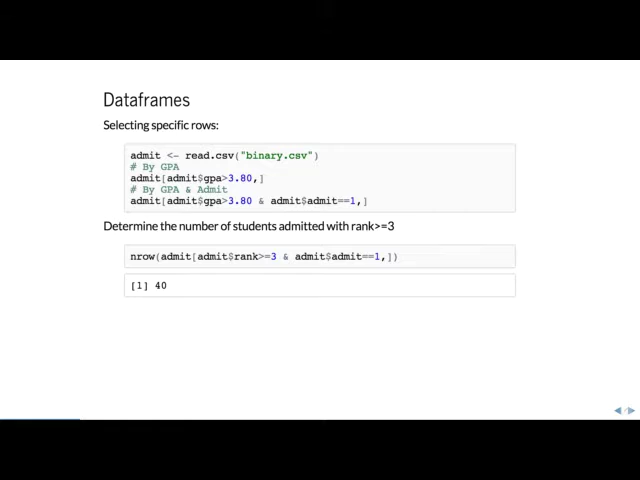 Dataframes
Selecting specific rows:
admit <- read.csv("binary.csv")
# By GPA
admit[admit$gpa>3.80,]
# By GPA & Admit
admit[admit$gpa>3.80 & admit$admit==1,]
Determine the number of students admitted with rank>=3
nrow(admit[admit$rank>=3 & admit$admit==1,])
[1] 40